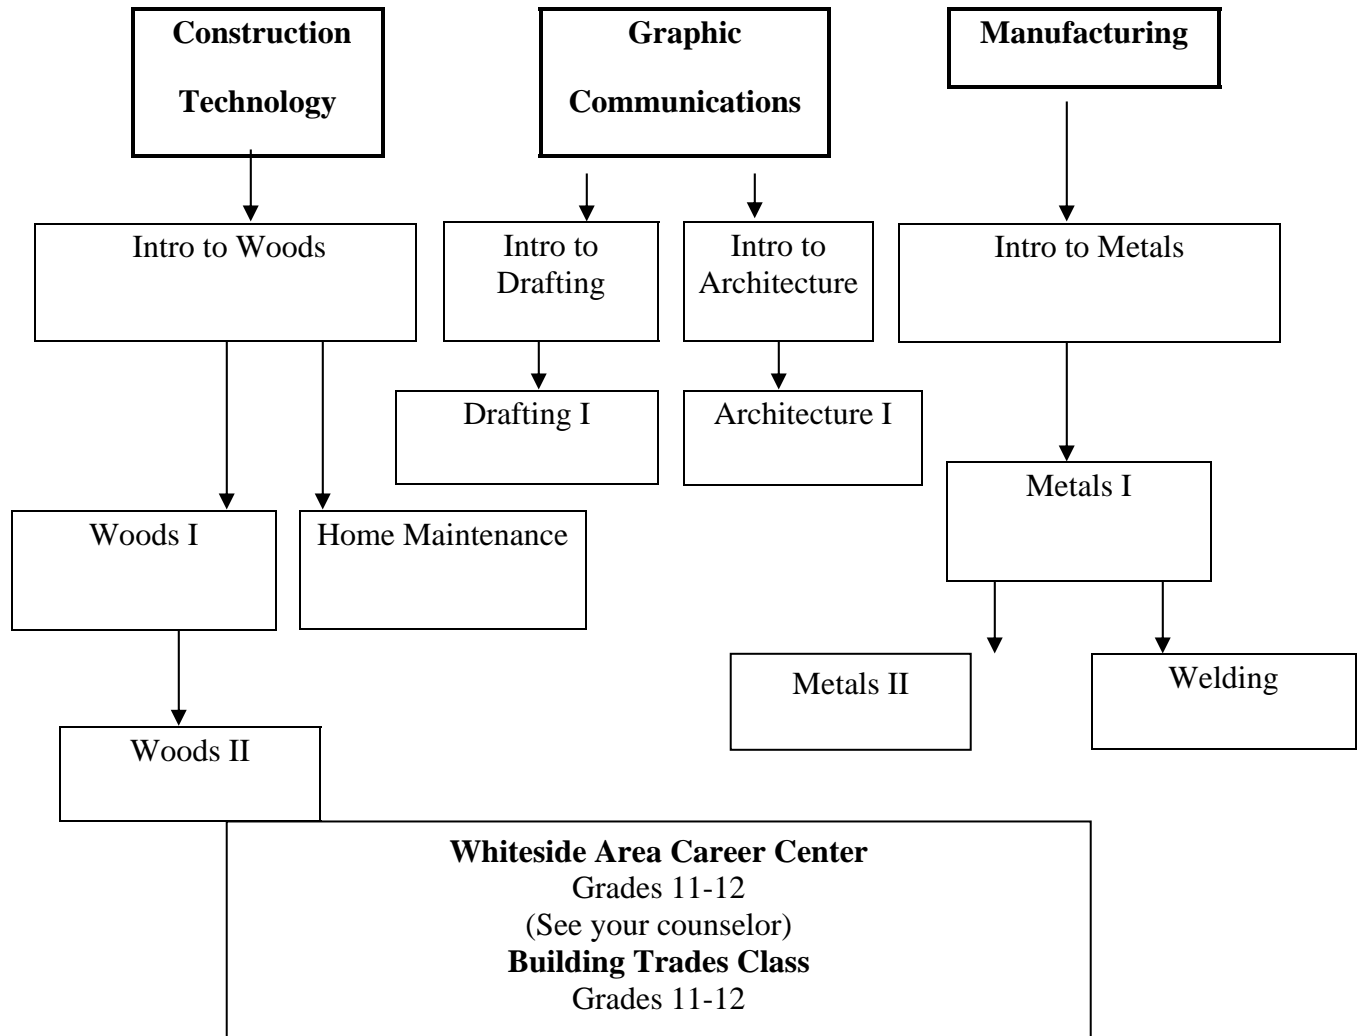 Construction
Technology
Graphic
Communications
Manufacturing
Intro to Woods
Intro to
Drafting
Intro to
Architecture
Intro to Metals
Drafting I
Architecture I
Metals I
Woods I
Home Maintenance
Metals II
Welding
Woods II
Whiteside Area Career Center
Grades 11-12
(See your counselor)
Building Trades Class
Grades 11-12